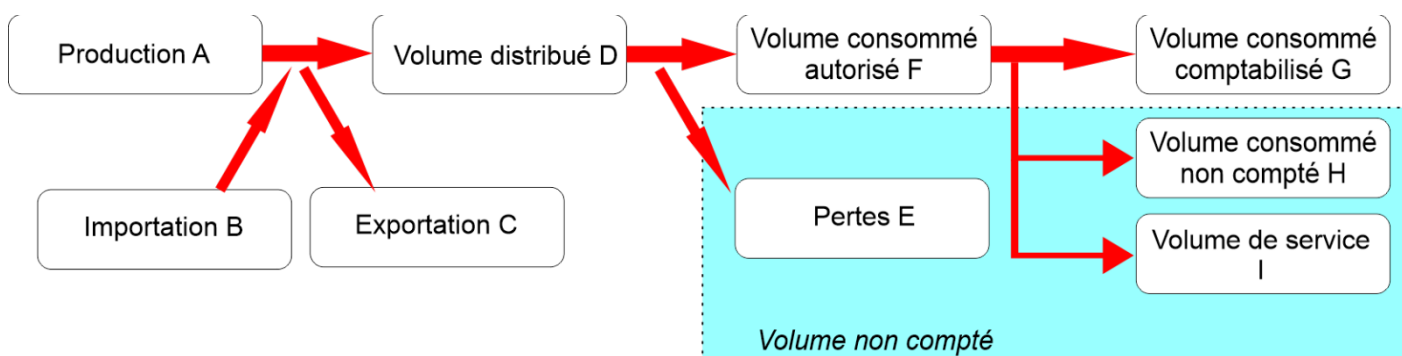 Production A
Volume distribué D
Volume consommé
autorisé F
Volume consommé
comptabilisé G
Volume consommé
non compté H
Importation B
Exportation C
Pertes E
Volume de service
I
Volume non compté